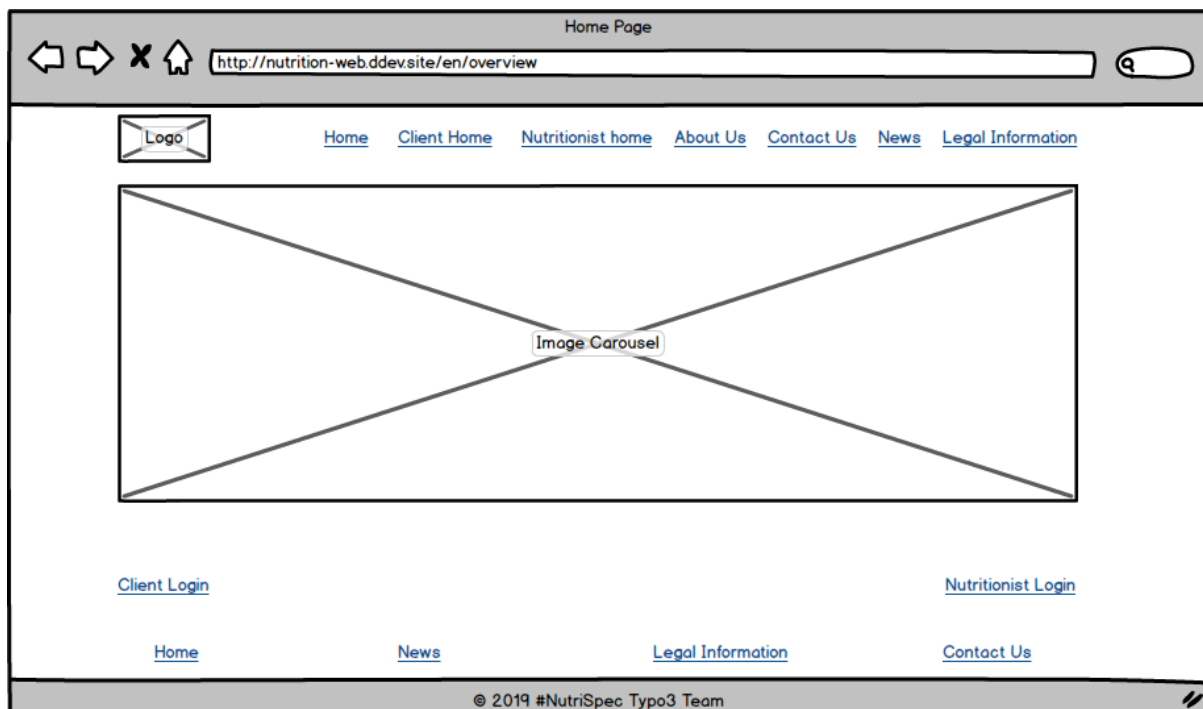 Home Page
http://nutrition-web.ddev.site/en/overview
Logo Home Client Home Nutritionist home About Us Contact Us News Legal Information
Image Carousel
Client Login Nutritionist Login
Home News Legal Information Contact Us
© 2019 #NutriSpec Typo3 Team